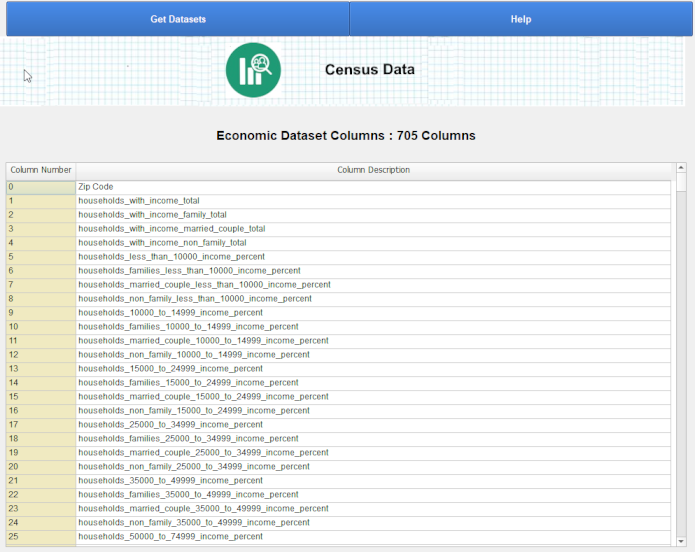 Get Datasets Help
Census Data
Economic Dataset Columns : 705 Columns
Column Number Column Description
0 Zip Code
1 households_with_income_total
2 households_with_income_family_total
3 households_with_income_married_couple_total
4 households_with_income_non_family_total
5 households_less_than_10000_income_percent
6 households_families_less_than_10000_income_percent
7 households_married_couple_less_than_10000_income_percent
8 households_non_family_less_than_10000_income_percent
9 households_10000_to_14999_income_percent
10 households_families_10000_to_14999_income_percent
11 households_married_couple_10000_to_14999_income_percent
12 households_non_family_10000_to_14999_income_percent
13 households_15000_to_24999_income_percent
14 households_families_15000_to_24999_income_percent
15 households_married_couple_15000_to_24999_income_percent
16 households_non_family_15000_to_24999_income_percent
17 households_25000_to_34999_income_percent
18 households_families_25000_to_34999_income_percent
19 households_married_couple_25000_to_34999_income_percent
20 households_non_family_25000_to_34999_income_percent
21 households_35000_to_49999_income_percent
22 households_families_35000_to_49999_income_percent
23 households_married_couple_35000_to_49999_income_percent
24 households_non_family_35000_to_49999_income_percent
25 households_50000_to_74999_income_percent